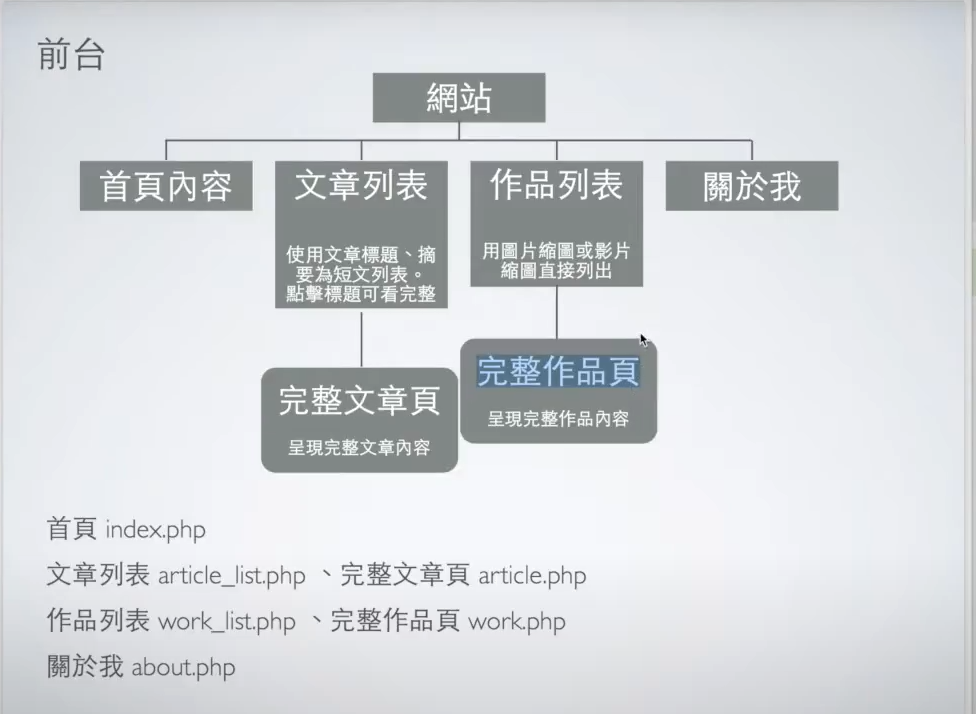 前台
網站
首頁內容
文章列表
使用文章標題、摘
要為短文列表。
點擊標題可看完整
作品列表
用圖片縮圖或影片
縮圖直接列出
關於我
完整文章頁
呈現完整文章內容
完整作品頁
呈現完整作品內容
首頁 index.php
文章列表 article_list.php 、完整文章頁 article.php
作品列表 work_list.php 、完整作品頁 work.php
關於我 about.php